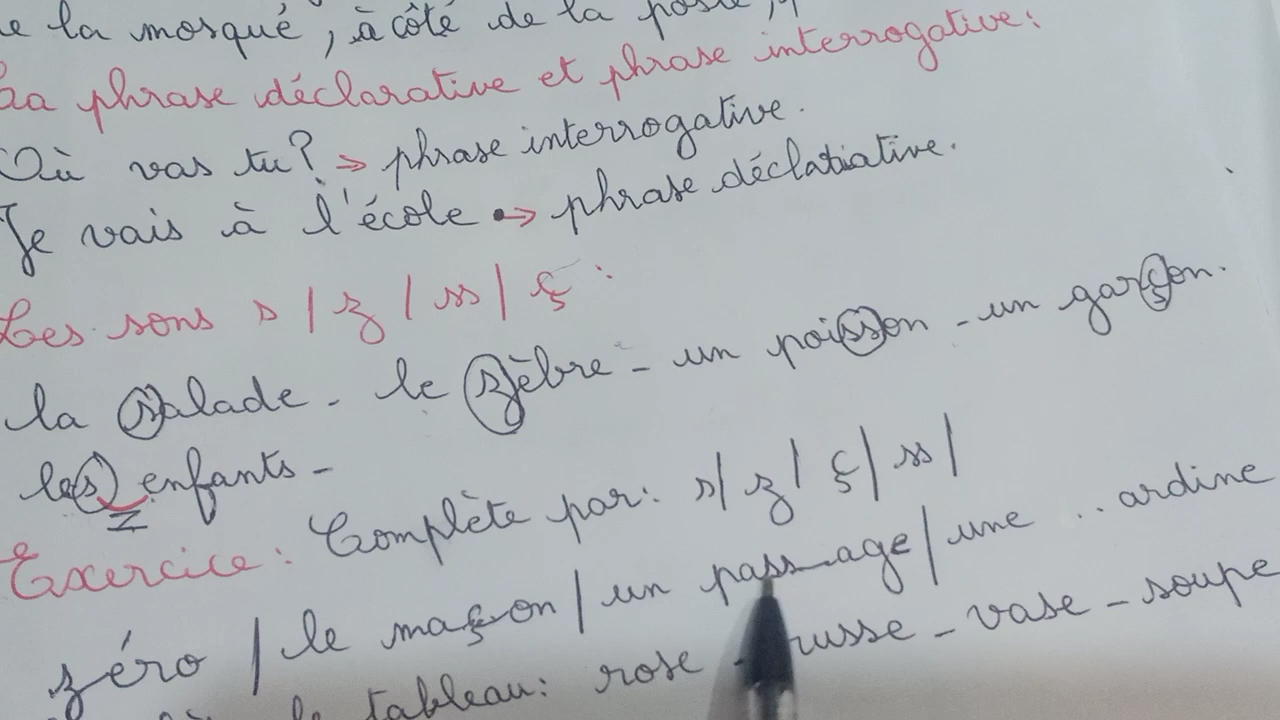 la mosqué, à côté de la poste,
La phrase déclarative et phrase interrogative:
Où vas tu? => phrase interrogative.
Je vais à l'école => phrase déclatiative.
Les sons s / z / ss / ç :
la salade - le zèbre - un poisson - un garçon.
les enfants -
z
Exercice: Complète par: s/ z/ ç/ ss/
zéro / le maçon / un passage / une .. ardine
le tableau: rose - russe - vase - soupe